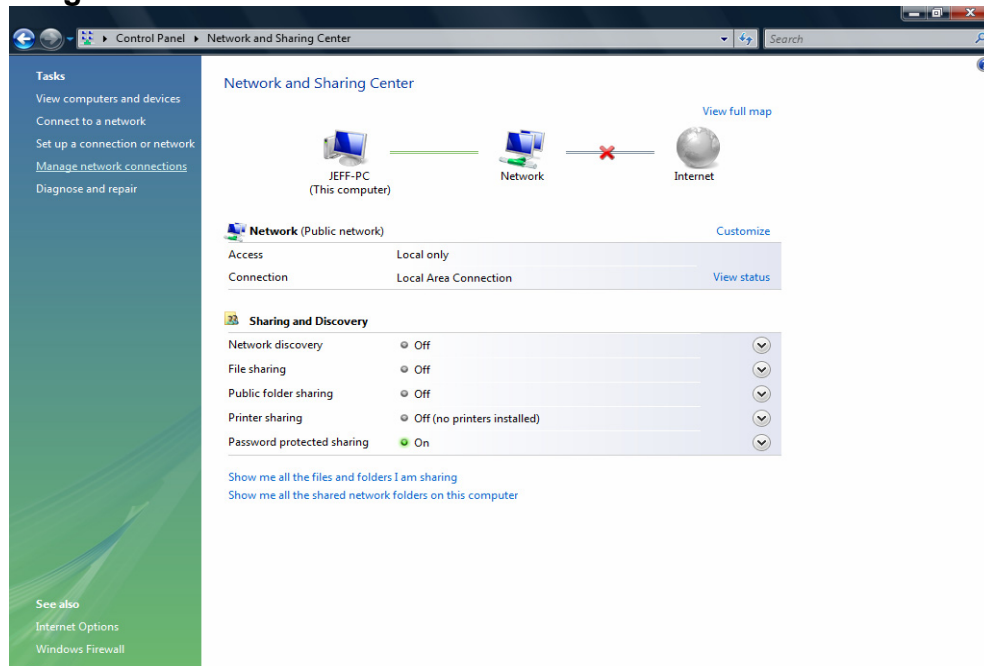 Control Panel ▸ Network and Sharing Center
Search
Tasks
View computers and devices
Connect to a network
Set up a connection or network
Manage network connections
Diagnose and repair
Network and Sharing Center
View full map
JEFF-PC
(This computer)
Network
Internet
Network (Public network)
Customize
Access Local only
Connection Local Area Connection View status
Sharing and Discovery
Network discovery Off
File sharing Off
Public folder sharing Off
Printer sharing Off (no printers installed)
Password protected sharing On
Show me all the files and folders I am sharing
Show me all the shared network folders on this computer
See also
Internet Options
Windows Firewall